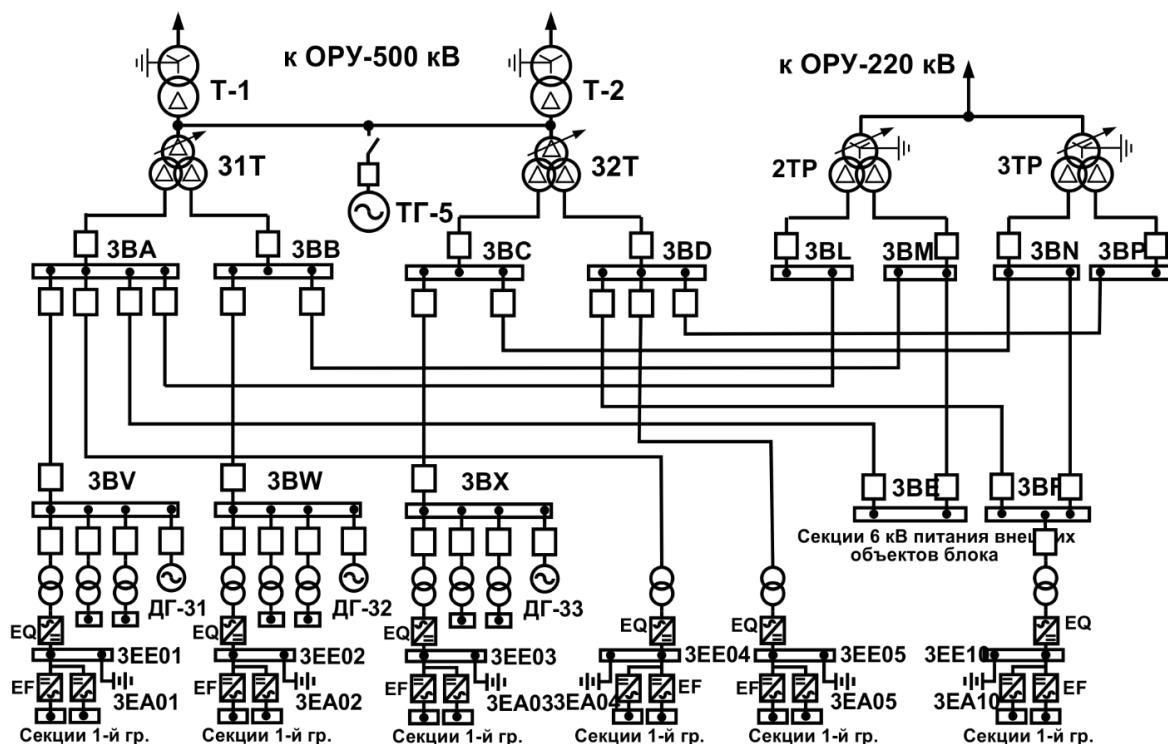 к ОРУ-500 кВ
к ОРУ-220 кВ
Т-1
Т-2
31Т
32Т
2ТР
3ТР
ТГ-5
3ВА
3ВВ
3ВС
3BD
3BL
3BM
3BN
3BP
3BV
3BW
3BX
3BE
3BF
Секции 6 кВ питания внешних
объектов блока
ДГ-31
ДГ-32
ДГ-33
EQ
EQ
EQ
EQ
EQ
EQ
3EE01
3EE02
3EE03
3EE04
3EE05
3EE10
EF
EF
EF
EF
EF
EF
3EA01
3EA02
3EA03
3EA04
3EA05
3EA10
Секции 1-й гр.
Секции 1-й гр.
Секции 1-й гр.
Секции 1-й гр.
Секции 1-й гр.
Секции 1-й гр.